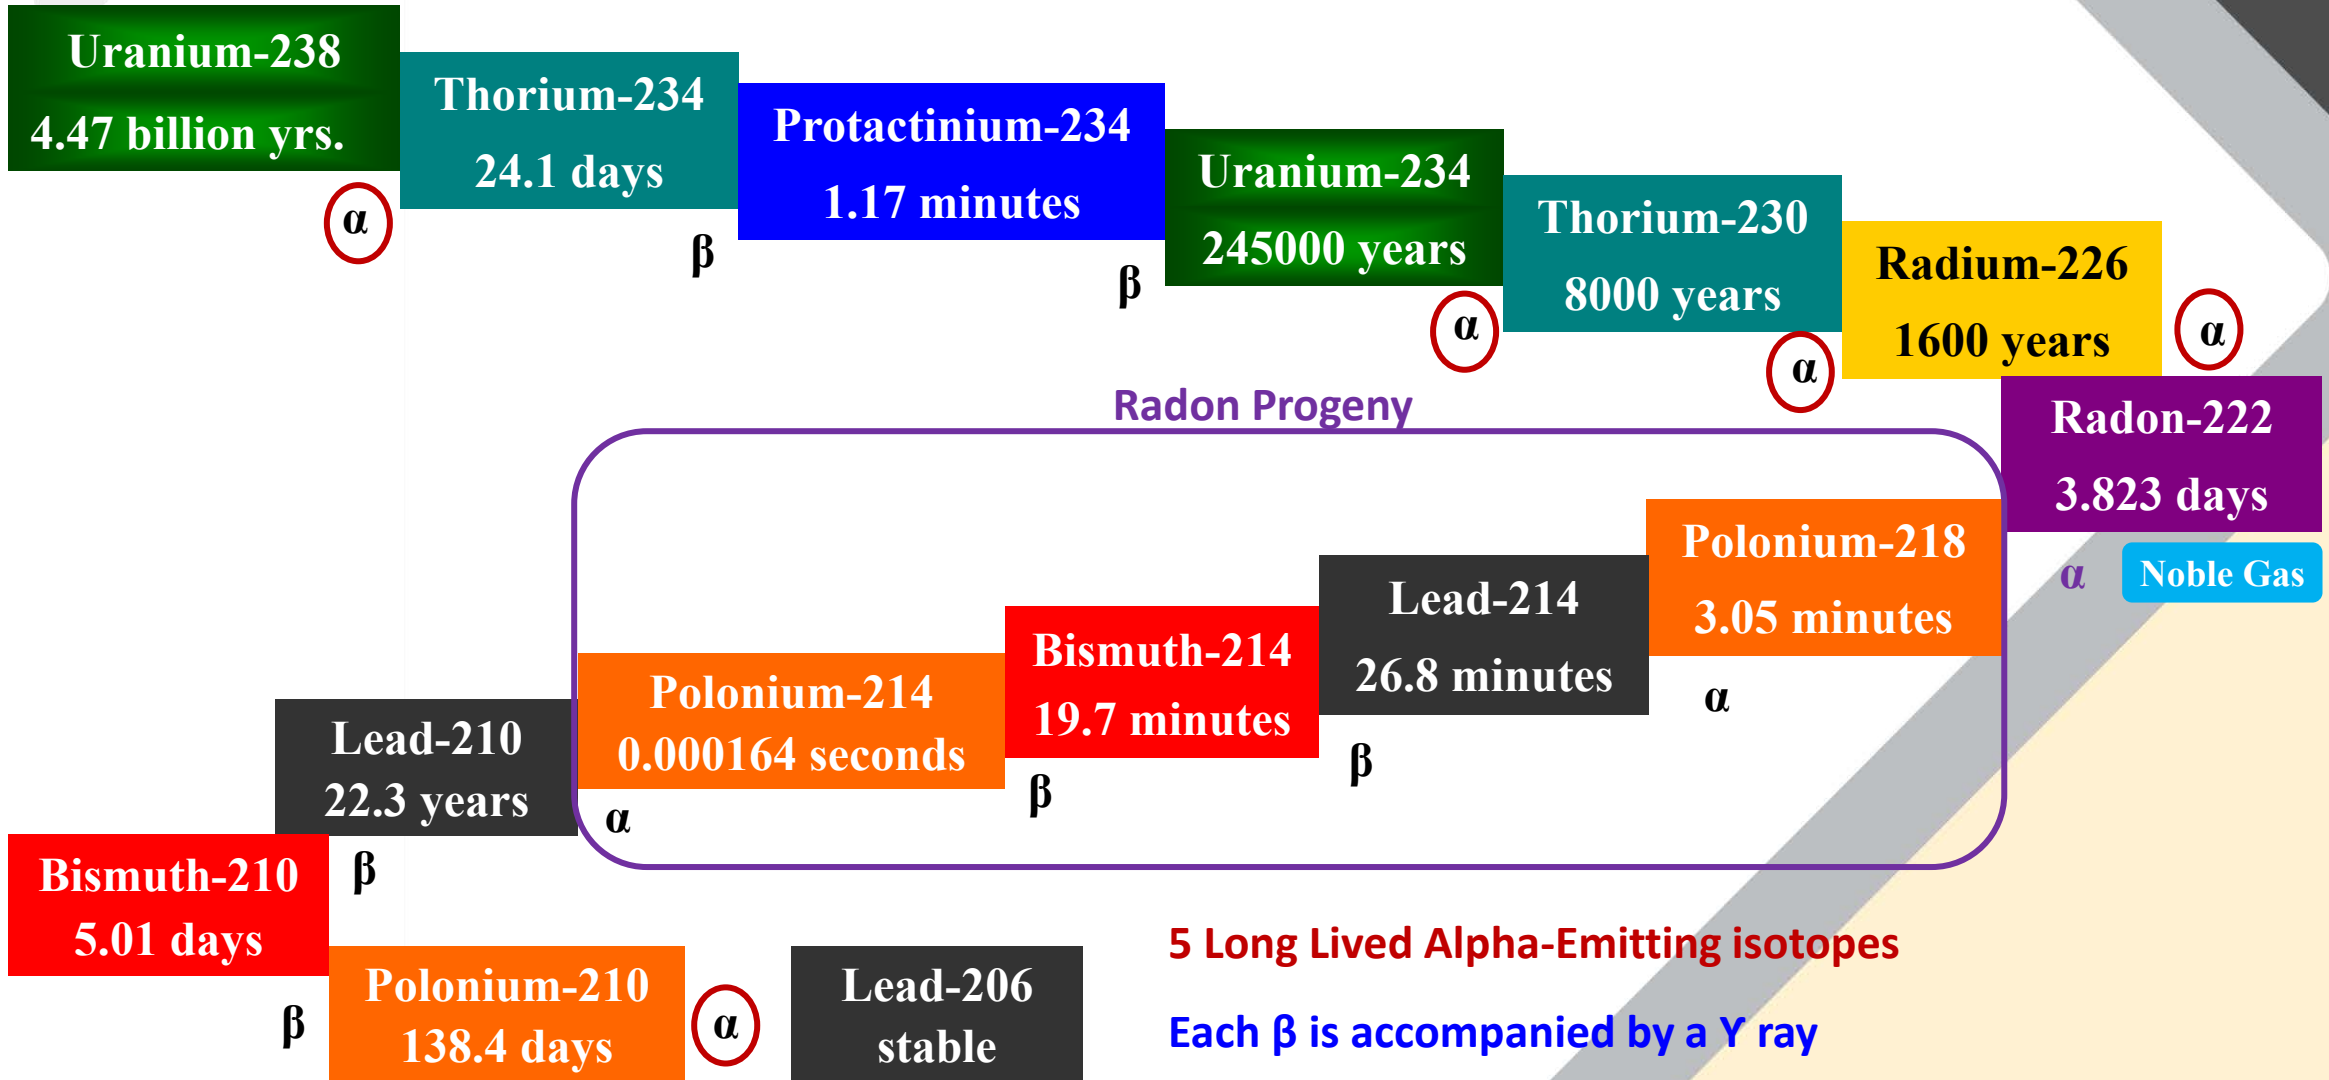 Uranium-238
4.47 billion yrs.
α
Thorium-234
24.1 days
β
Protactinium-234
1.17 minutes
β
Uranium-234
245000 years
α
Thorium-230
8000 years
α
Radium-226
1600 years
α
Radon-222
3.823 days
α
Noble Gas
Radon Progeny
Polonium-218
3.05 minutes
α
Lead-214
26.8 minutes
β
Bismuth-214
19.7 minutes
β
Polonium-214
0.000164 seconds
α
Lead-210
22.3 years
β
Bismuth-210
5.01 days
β
Polonium-210
138.4 days
α
Lead-206
stable
5 Long Lived Alpha-Emitting isotopes
Each β is accompanied by a ϒ ray